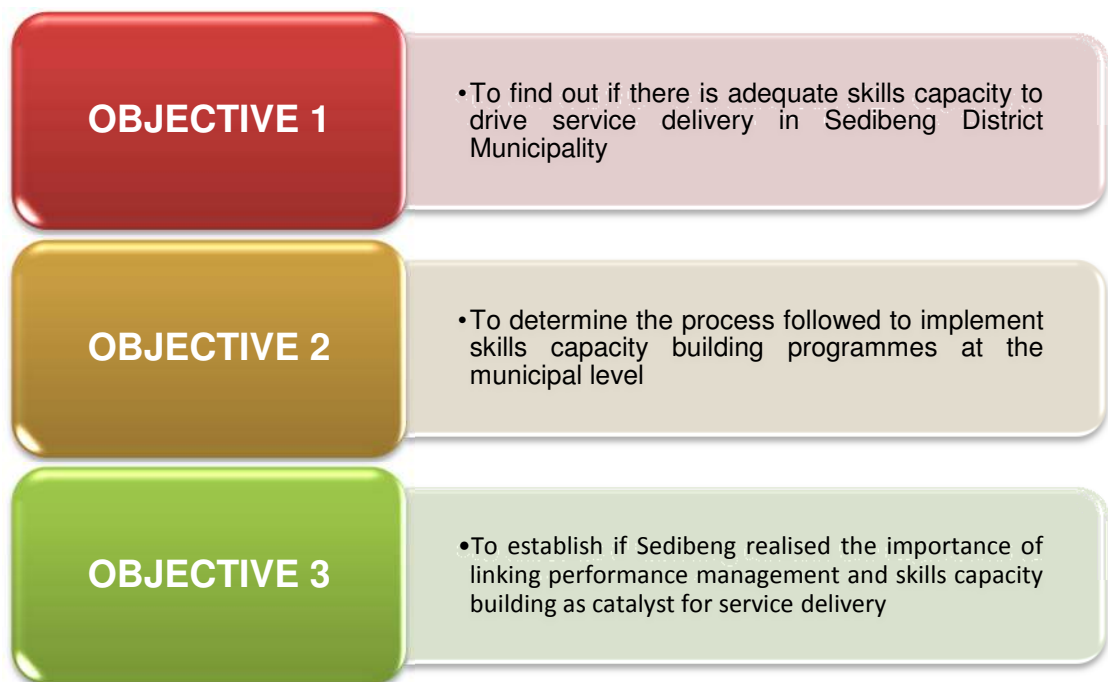 OBJECTIVE 1
•To find out if there is adequate skills capacity to
drive service delivery in Sedibeng District
Municipality
OBJECTIVE 2
•To determine the process followed to implement
skills capacity building programmes at the
municipal level
OBJECTIVE 3
•To establish if Sedibeng realised the importance of
linking performance management and skills capacity
building as catalyst for service delivery